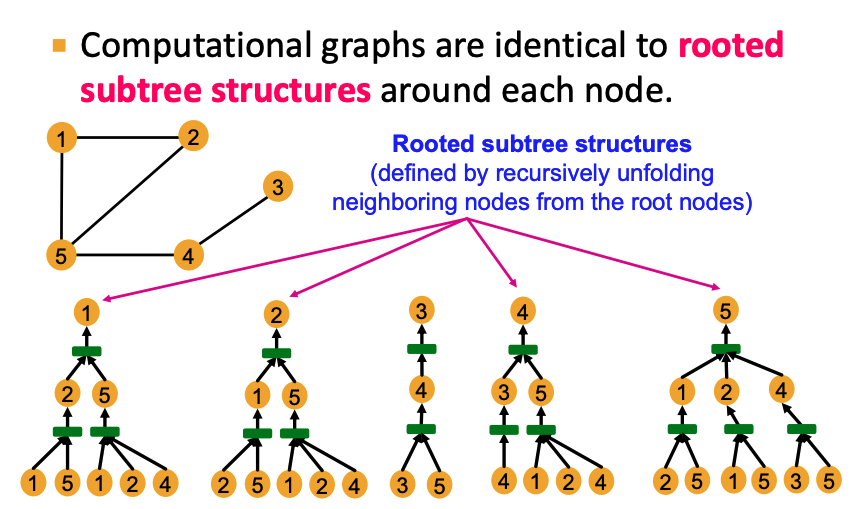 Computational graphs are identical to rooted
subtree structures around each node.
1 2
Rooted subtree structures
(defined by recursively unfolding
neighboring nodes from the root nodes)
3
5 4
1 2 3 4 5
2 5 1 5 4 3 5 1 2 4
1 5 1 2 4 2 5 1 2 4 3 5 4 1 2 4 2 5 1 5 3 5